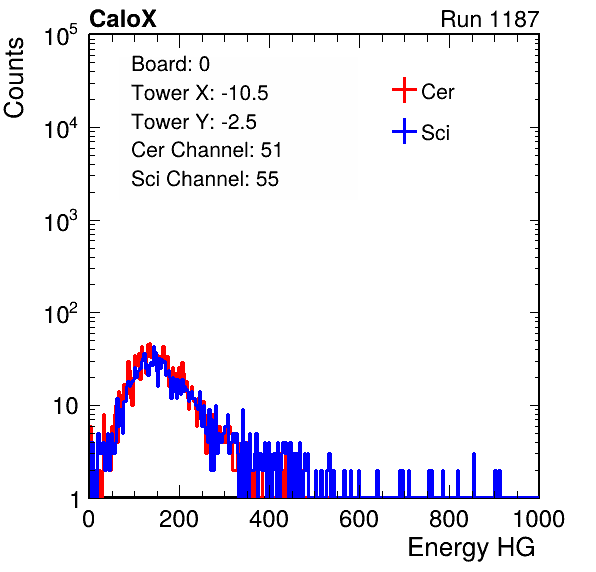 CaloX Run 1187
Counts
Board: 0
Tower X: -10.5
Tower Y: -2.5
Cer Channel: 51
Sci Channel: 55
Cer
Sci
10^5
10^4
10^3
10^2
10
1
0 200 400 600 800 1000
Energy HG